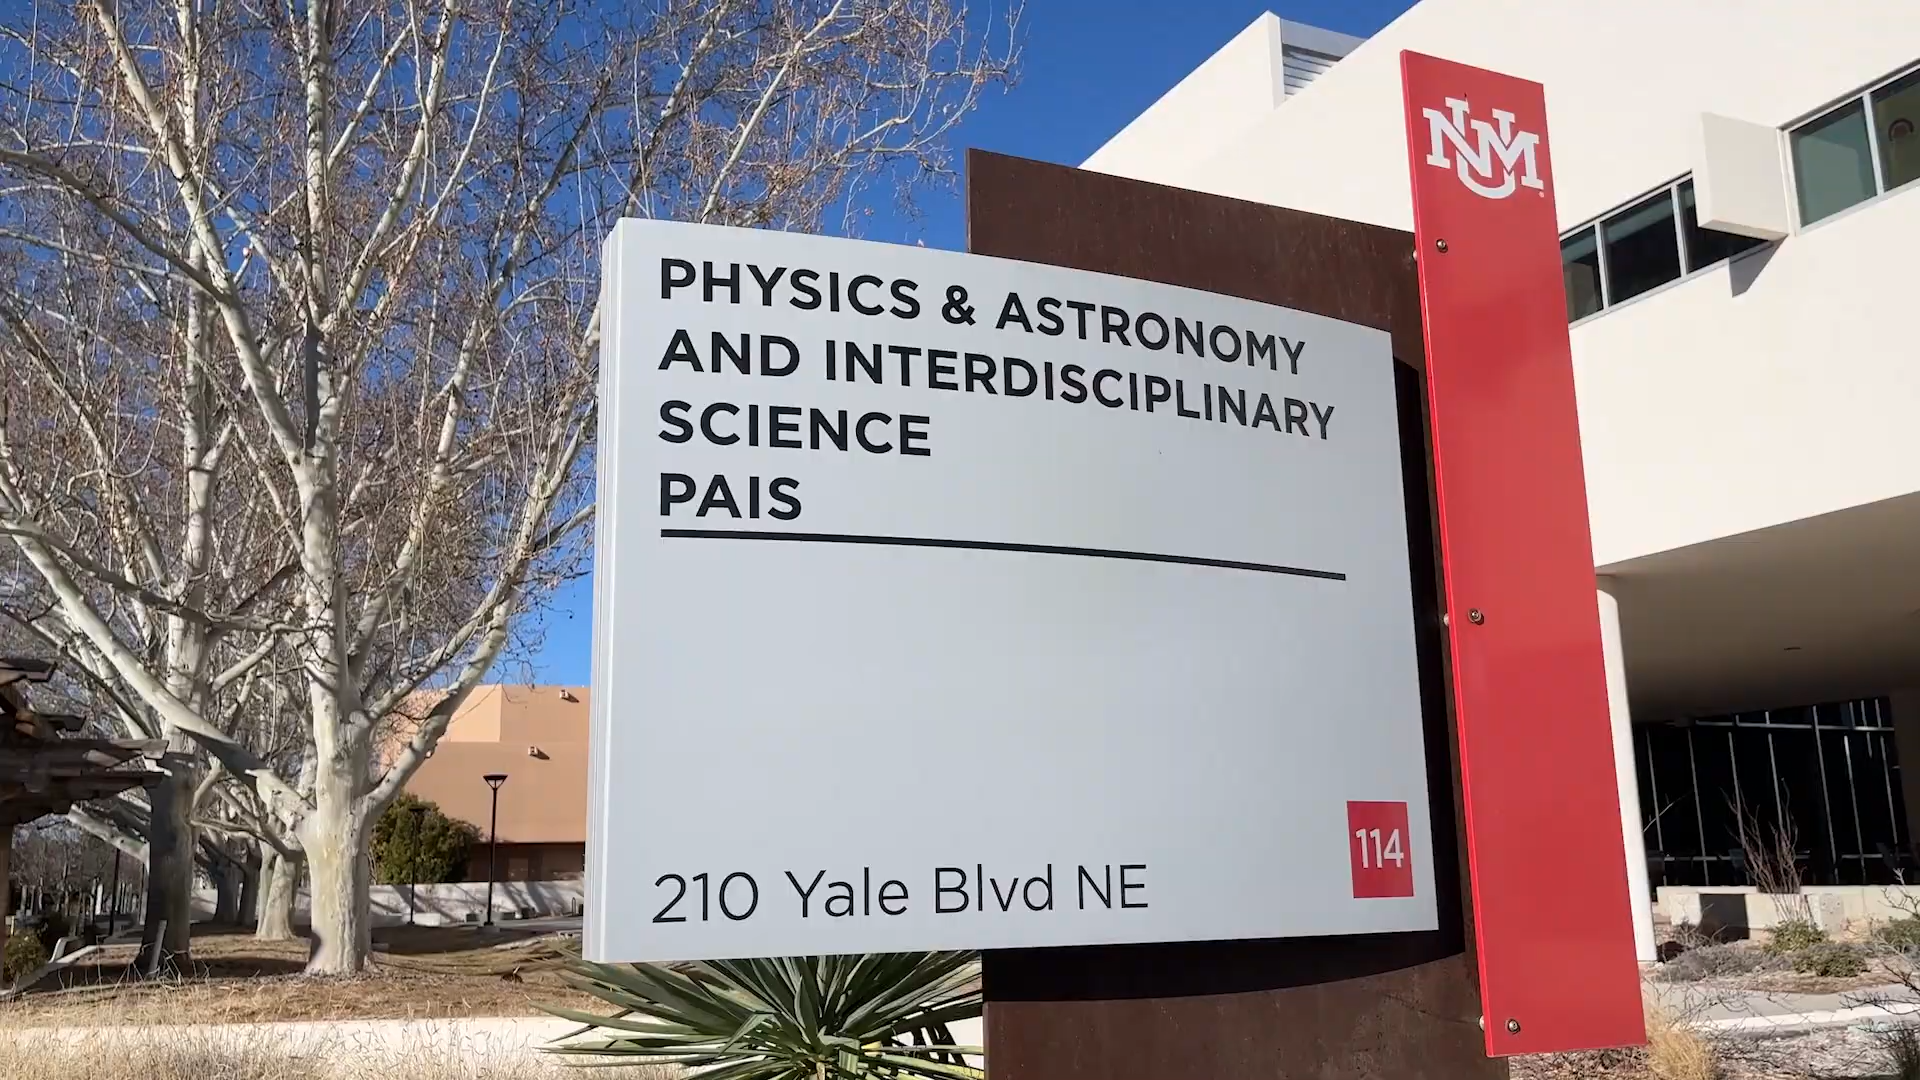 UNM
PHYSICS & ASTRONOMY
AND INTERDISCIPLINARY
SCIENCE
PAIS
114
210 Yale Blvd NE